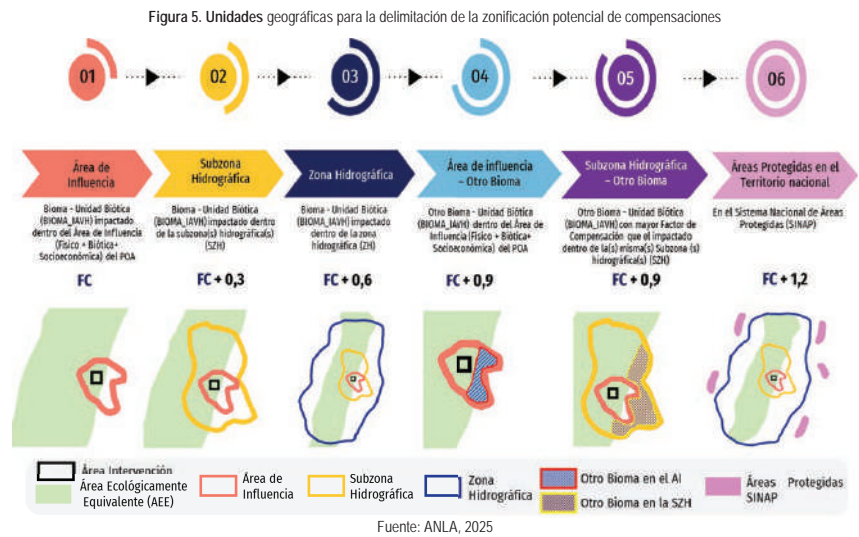 Figura 5. Unidades geográficas para la delimitación de la zonificación potencial de compensaciones
01
02
03
04
05
06
Área de
Influencia
Subzona
Hidrográfica
Zona Hidrográfica
Área de influencia
– Otro Bioma
Subzona Hidrográfica
– Otro Bioma
Áreas Protegidas en el
Territorio nacional
Bioma - Unidad Biótica
(BIOMA_IAVH) impactado
dentro del Área de Influencia
(Físico + Biótica+
Socioeconómica) del POA
FC
Bioma - Unidad Biótica
(BIOMA_IAVH) impactado dentro de
la subzona(s) hidrográfica(s)
(SZH)
FC + 0,3
Bioma - Unidad Biótica
(BIOMA_IAVH) impactado
dentro de la zona
hidrográfica (ZH)
FC + 0,6
Otro Bioma - Unidad Biótica
(BIOMA_IAVH) dentro del Área de
Influencia (Físico + Biótica+
Socioeconómica) del POA
FC + 0,9
Otro Bioma - Unidad Biótica
(BIOMA_IAVH) con mayor Factor de
Compensación que el impactado
dentro de la(s) misma(s) Subzona (s)
hidrográfica(s) (SZH)
FC + 0,9
En el Sistema Nacional de Áreas
Protegidas (SINAP)
FC + 1,2
Área Intervención
Área Ecológicamente
Equivalente (AEE)
Área de
Influencia
Subzona
Hidrográfica
Zona
Hidrográfica
Otro Bioma en el AI
Otro Bioma en la SZH
Áreas Protegidas
SINAP
Fuente: ANLA, 2025